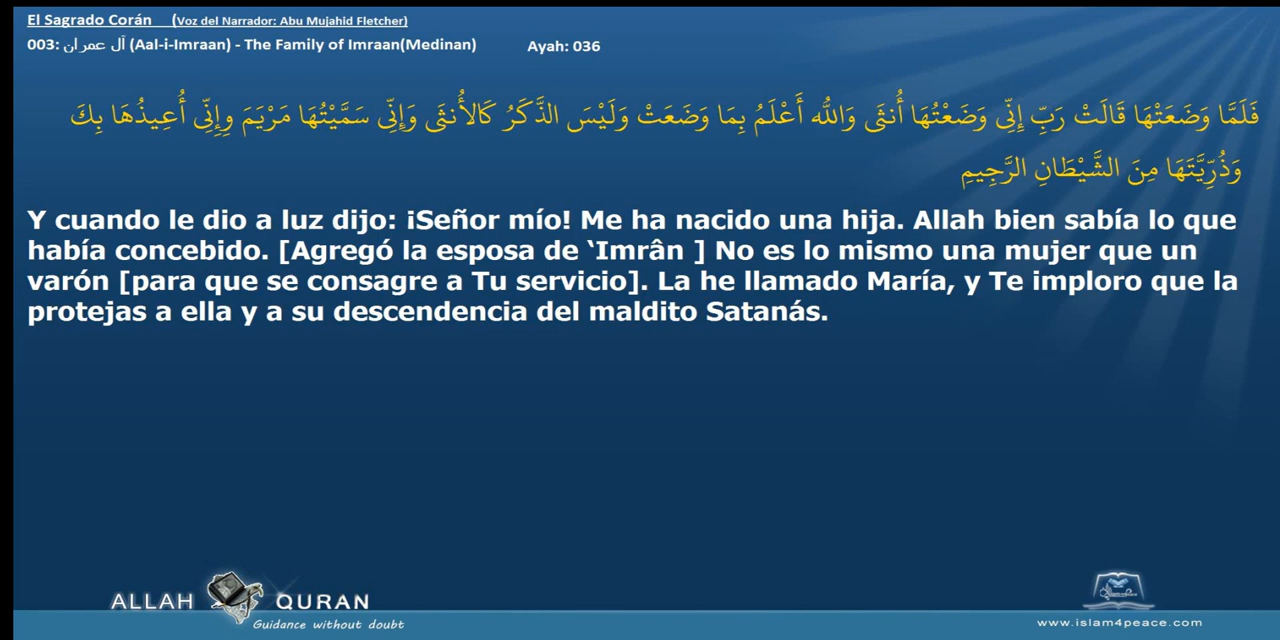 El Sagrado Corán (Voz del Narrador: Abu Mujahid Fletcher)
003: آل عمران (Aal-i-Imraan) - The Family of Imraan(Medinan) Ayah: 036
فَلَمَّا وَضَعَتْهَا قَالَتْ رَبِّ إِنِّي وَضَعْتُهَا أُنثَى وَاللّهُ أَعْلَمُ بِمَا وَضَعَتْ وَلَيْسَ الذَّكَرُ كَالأُنثَى وَإِنِّي سَمَّيْتُهَا مَرْيَمَ وِإِنِّي أُعِيذُهَا بِكَ
وَذُرِّيَّتَهَا مِنَ الشَّيْطَانِ الرَّجِيمِ
Y cuando le dio a luz dijo: ¡Señor mío! Me ha nacido una hija. Allah bien sabía lo que
había concebido. [Agregó la esposa de ‘Imrân ] No es lo mismo una mujer que un
varón [para que se consagre a Tu servicio]. La he llamado María, y Te imploro que la
protejas a ella y a su descendencia del maldito Satanás.
ALLAH QURAN
Guidance without doubt
www.islam4peace.com